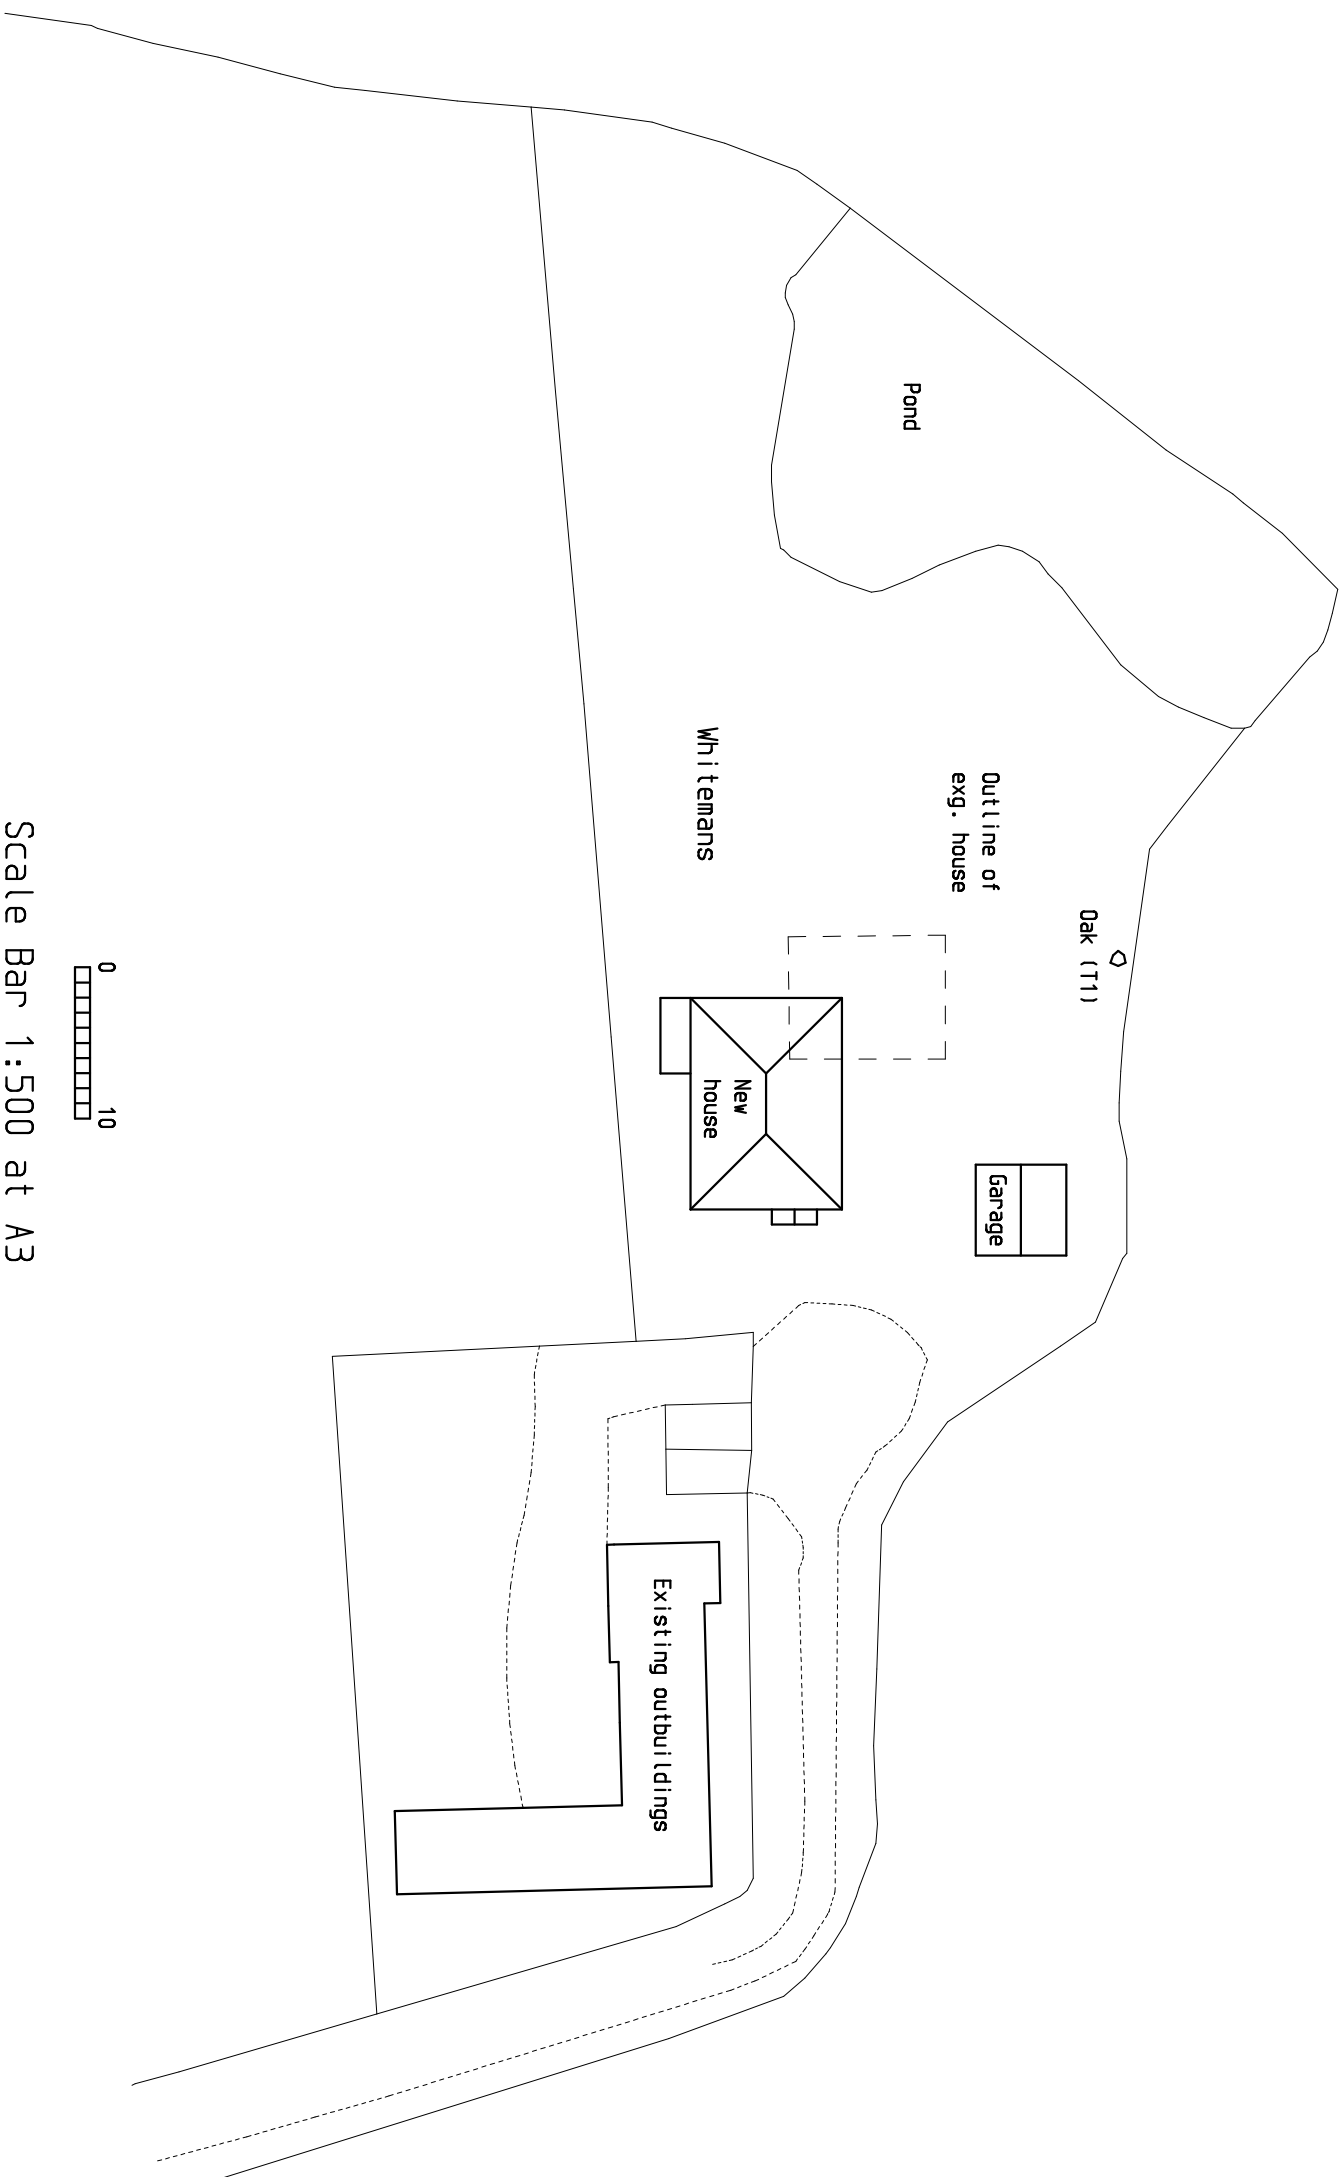 Pond
Outline of
exg. house
Oak (T1)
Whitemans
New
house
Garage
Existing outbuildings
0 10
Scale Bar 1:500 at A3